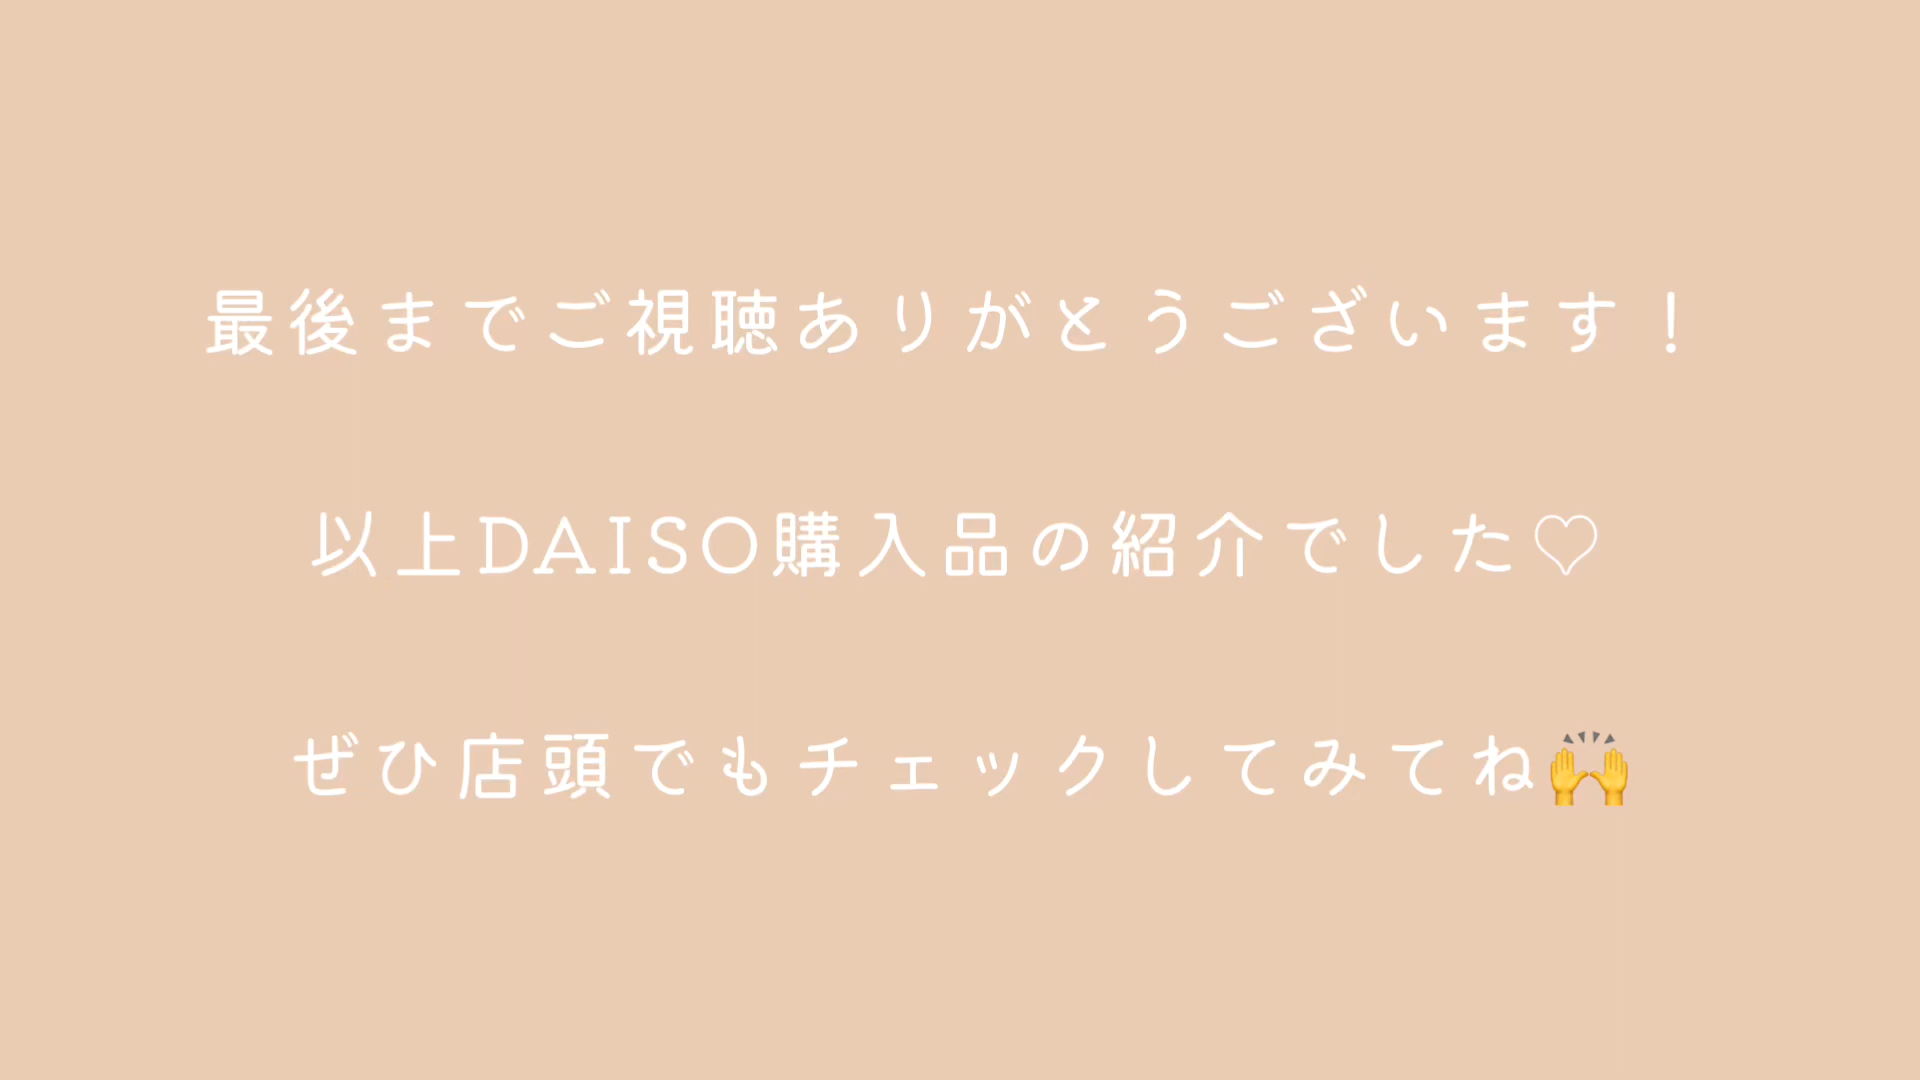 最後までご視聴ありがとうございます！
以上DAISO購入品の紹介でした♡
ぜひ店頭でもチェックしてみてね🙌